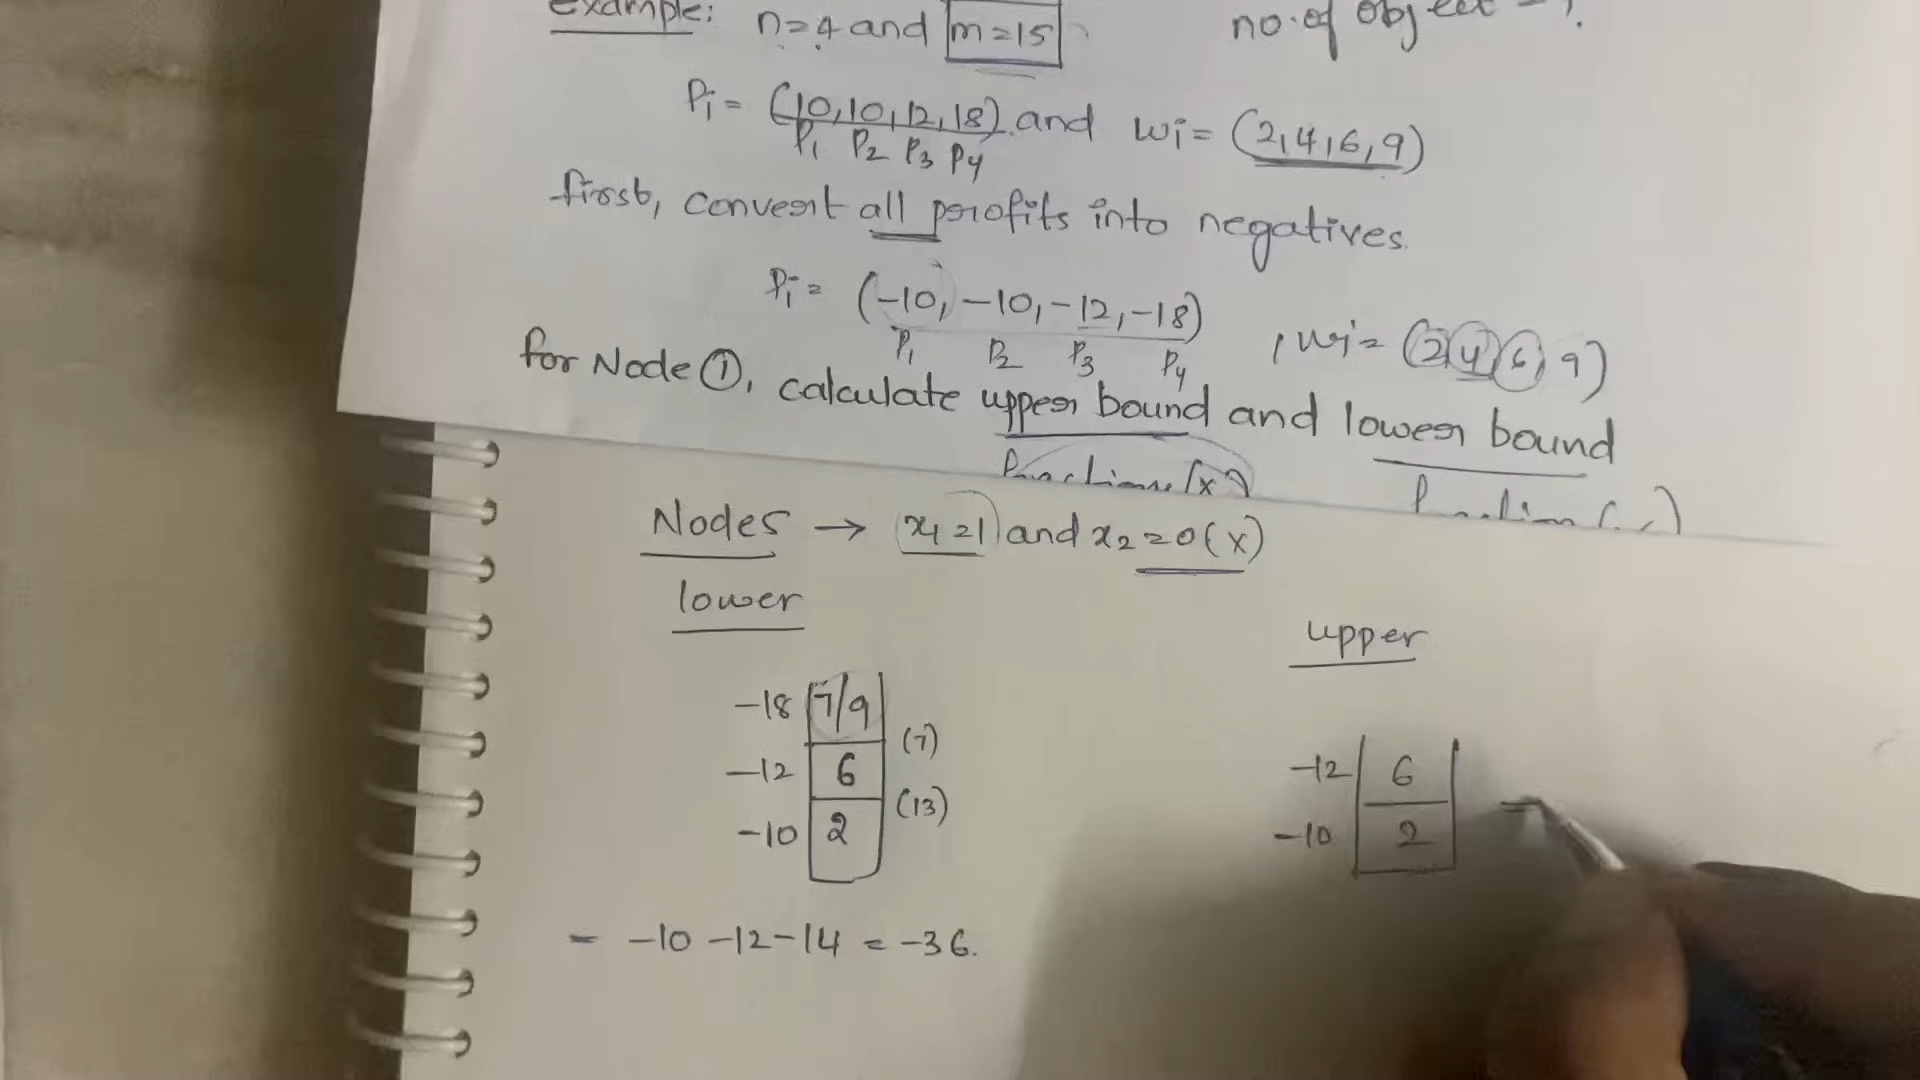 Example: n=4 and m=15 no. of object
Pi = (10,10,12,18) and wi = (2,4,6,9)
P1 P2 P3 P4
first, convert all profits into negatives.
Pi = (-10, -10, -12, -18) , wi = (2,4,6,9)
P1 P2 P3 P4
for Node ①, calculate upper bound and lower bound
Nodes → x1=1 and x2=0(x)
lower
upper
-18 7/9
(7)
-12 6
(13)
-10 2
-12 6
-10 2
=
= -10 -12 -14 = -36.